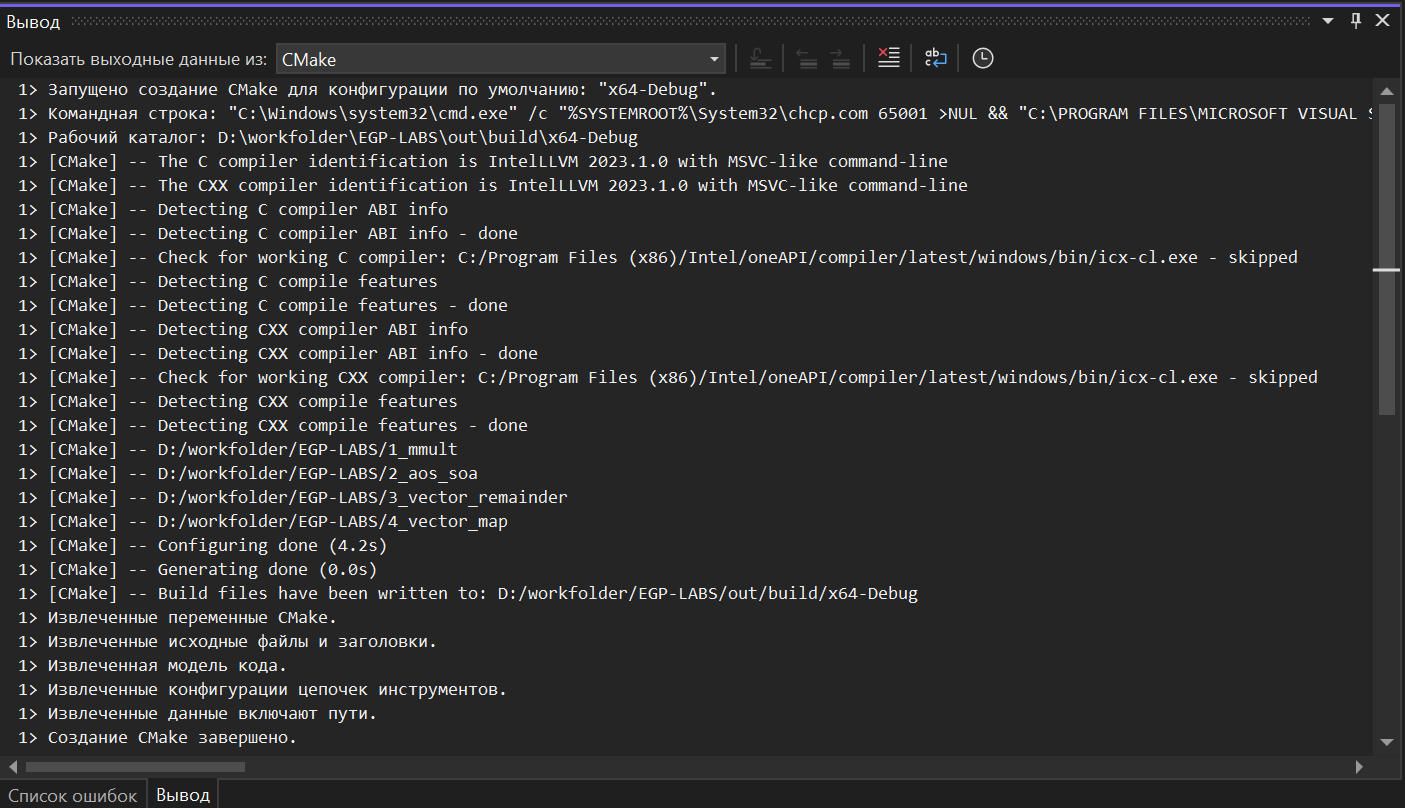 Вывод
Показать выходные данные из: CMake
1> Запущено создание CMake для конфигурации по умолчанию: "x64-Debug".
1> Командная строка: "C:\Windows\system32\cmd.exe" /c "%SYSTEMROOT%\System32\chcp.com 65001 >NUL && "C:\PROGRAM FILES\MICROSOFT VISUAL
1> Рабочий каталог: D:\workfolder\EGP-LABS\out\build\x64-Debug
1> [CMake] -- The C compiler identification is IntelLLVM 2023.1.0 with MSVC-like command-line
1> [CMake] -- The CXX compiler identification is IntelLLVM 2023.1.0 with MSVC-like command-line
1> [CMake] -- Detecting C compiler ABI info
1> [CMake] -- Detecting C compiler ABI info - done
1> [CMake] -- Check for working C compiler: C:/Program Files (x86)/Intel/oneAPI/compiler/latest/windows/bin/icx-cl.exe - skipped
1> [CMake] -- Detecting C compile features
1> [CMake] -- Detecting C compile features - done
1> [CMake] -- Detecting CXX compiler ABI info
1> [CMake] -- Detecting CXX compiler ABI info - done
1> [CMake] -- Check for working CXX compiler: C:/Program Files (x86)/Intel/oneAPI/compiler/latest/windows/bin/icx-cl.exe - skipped
1> [CMake] -- Detecting CXX compile features
1> [CMake] -- Detecting CXX compile features - done
1> [CMake] -- D:/workfolder/EGP-LABS/1_mmult
1> [CMake] -- D:/workfolder/EGP-LABS/2_aos_soa
1> [CMake] -- D:/workfolder/EGP-LABS/3_vector_remainder
1> [CMake] -- D:/workfolder/EGP-LABS/4_vector_map
1> [CMake] -- Configuring done (4.2s)
1> [CMake] -- Generating done (0.0s)
1> [CMake] -- Build files have been written to: D:/workfolder/EGP-LABS/out/build/x64-Debug
1> Извлеченные переменные CMake.
1> Извлеченные исходные файлы и заголовки.
1> Извлеченная модель кода.
1> Извлеченные конфигурации цепочек инструментов.
1> Извлеченные данные включают пути.
1> Создание CMake завершено.
Список ошибок Вывод